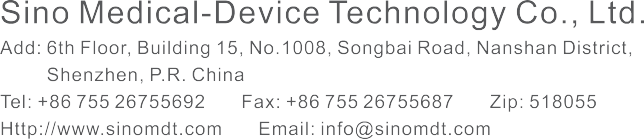 Sino Medical-Device Technology Co., Ltd.
Add: 6th Floor, Building 15, No.1008, Songbai Road, Nanshan District,
Shenzhen, P.R. China
Tel: +86 755 26755692 Fax: +86 755 26755687 Zip: 518055
Http://www.sinomdt.com Email: info@sinomdt.com